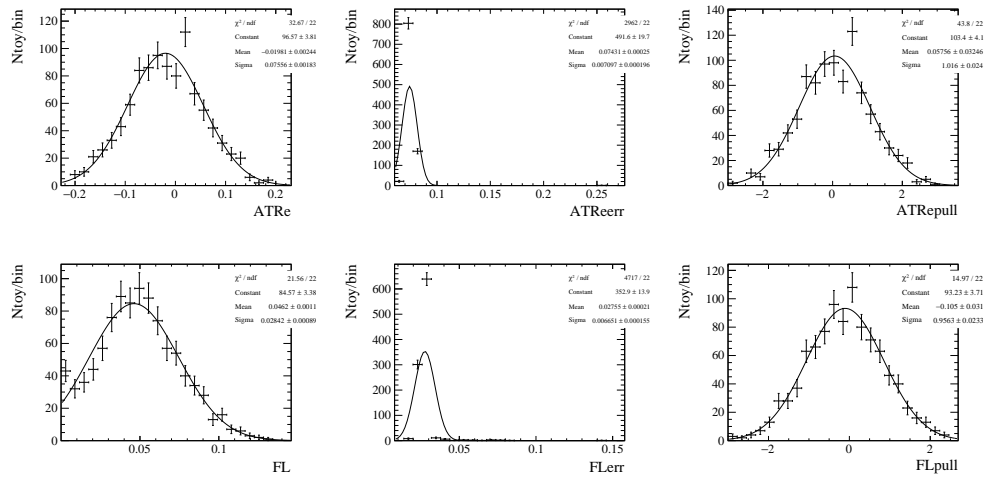 Ntoy/bin
120
100
80
60
40
20
0
−0.2 −0.1 0 0.1 0.2
ATRe
χ² / ndf 32.67 / 22
Constant 96.57 ± 3.81
Mean −0.01981 ± 0.00244
Sigma 0.07556 ± 0.00183
Ntoy/bin
800
700
600
500
400
300
200
100
0
0.1 0.15 0.2 0.25
ATReerr
χ² / ndf 2962 / 22
Constant 491.6 ± 19.7
Mean 0.07431 ± 0.00025
Sigma 0.007097 ± 0.000196
Ntoy/bin
140
120
100
80
60
40
20
0
−2 0 2
ATRepull
χ² / ndf 43.8 / 22
Constant 103.4 ± 4.1
Mean 0.05756 ± 0.03246
Sigma 1.016 ± 0.024
Ntoy/bin
100
80
60
40
20
0
0.05 0.1
FL
χ² / ndf 21.56 / 22
Constant 84.57 ± 3.38
Mean 0.0462 ± 0.0011
Sigma 0.02842 ± 0.00089
Ntoy/bin
600
500
400
300
200
100
0
0.05 0.1 0.15
FLerr
χ² / ndf 4717 / 22
Constant 352.9 ± 13.9
Mean 0.02755 ± 0.00021
Sigma 0.006651 ± 0.000155
Ntoy/bin
120
100
80
60
40
20
0
−2 0 2
FLpull
χ² / ndf 14.97 / 22
Constant 93.23 ± 3.71
Mean −0.105 ± 0.031
Sigma 0.9563 ± 0.0233